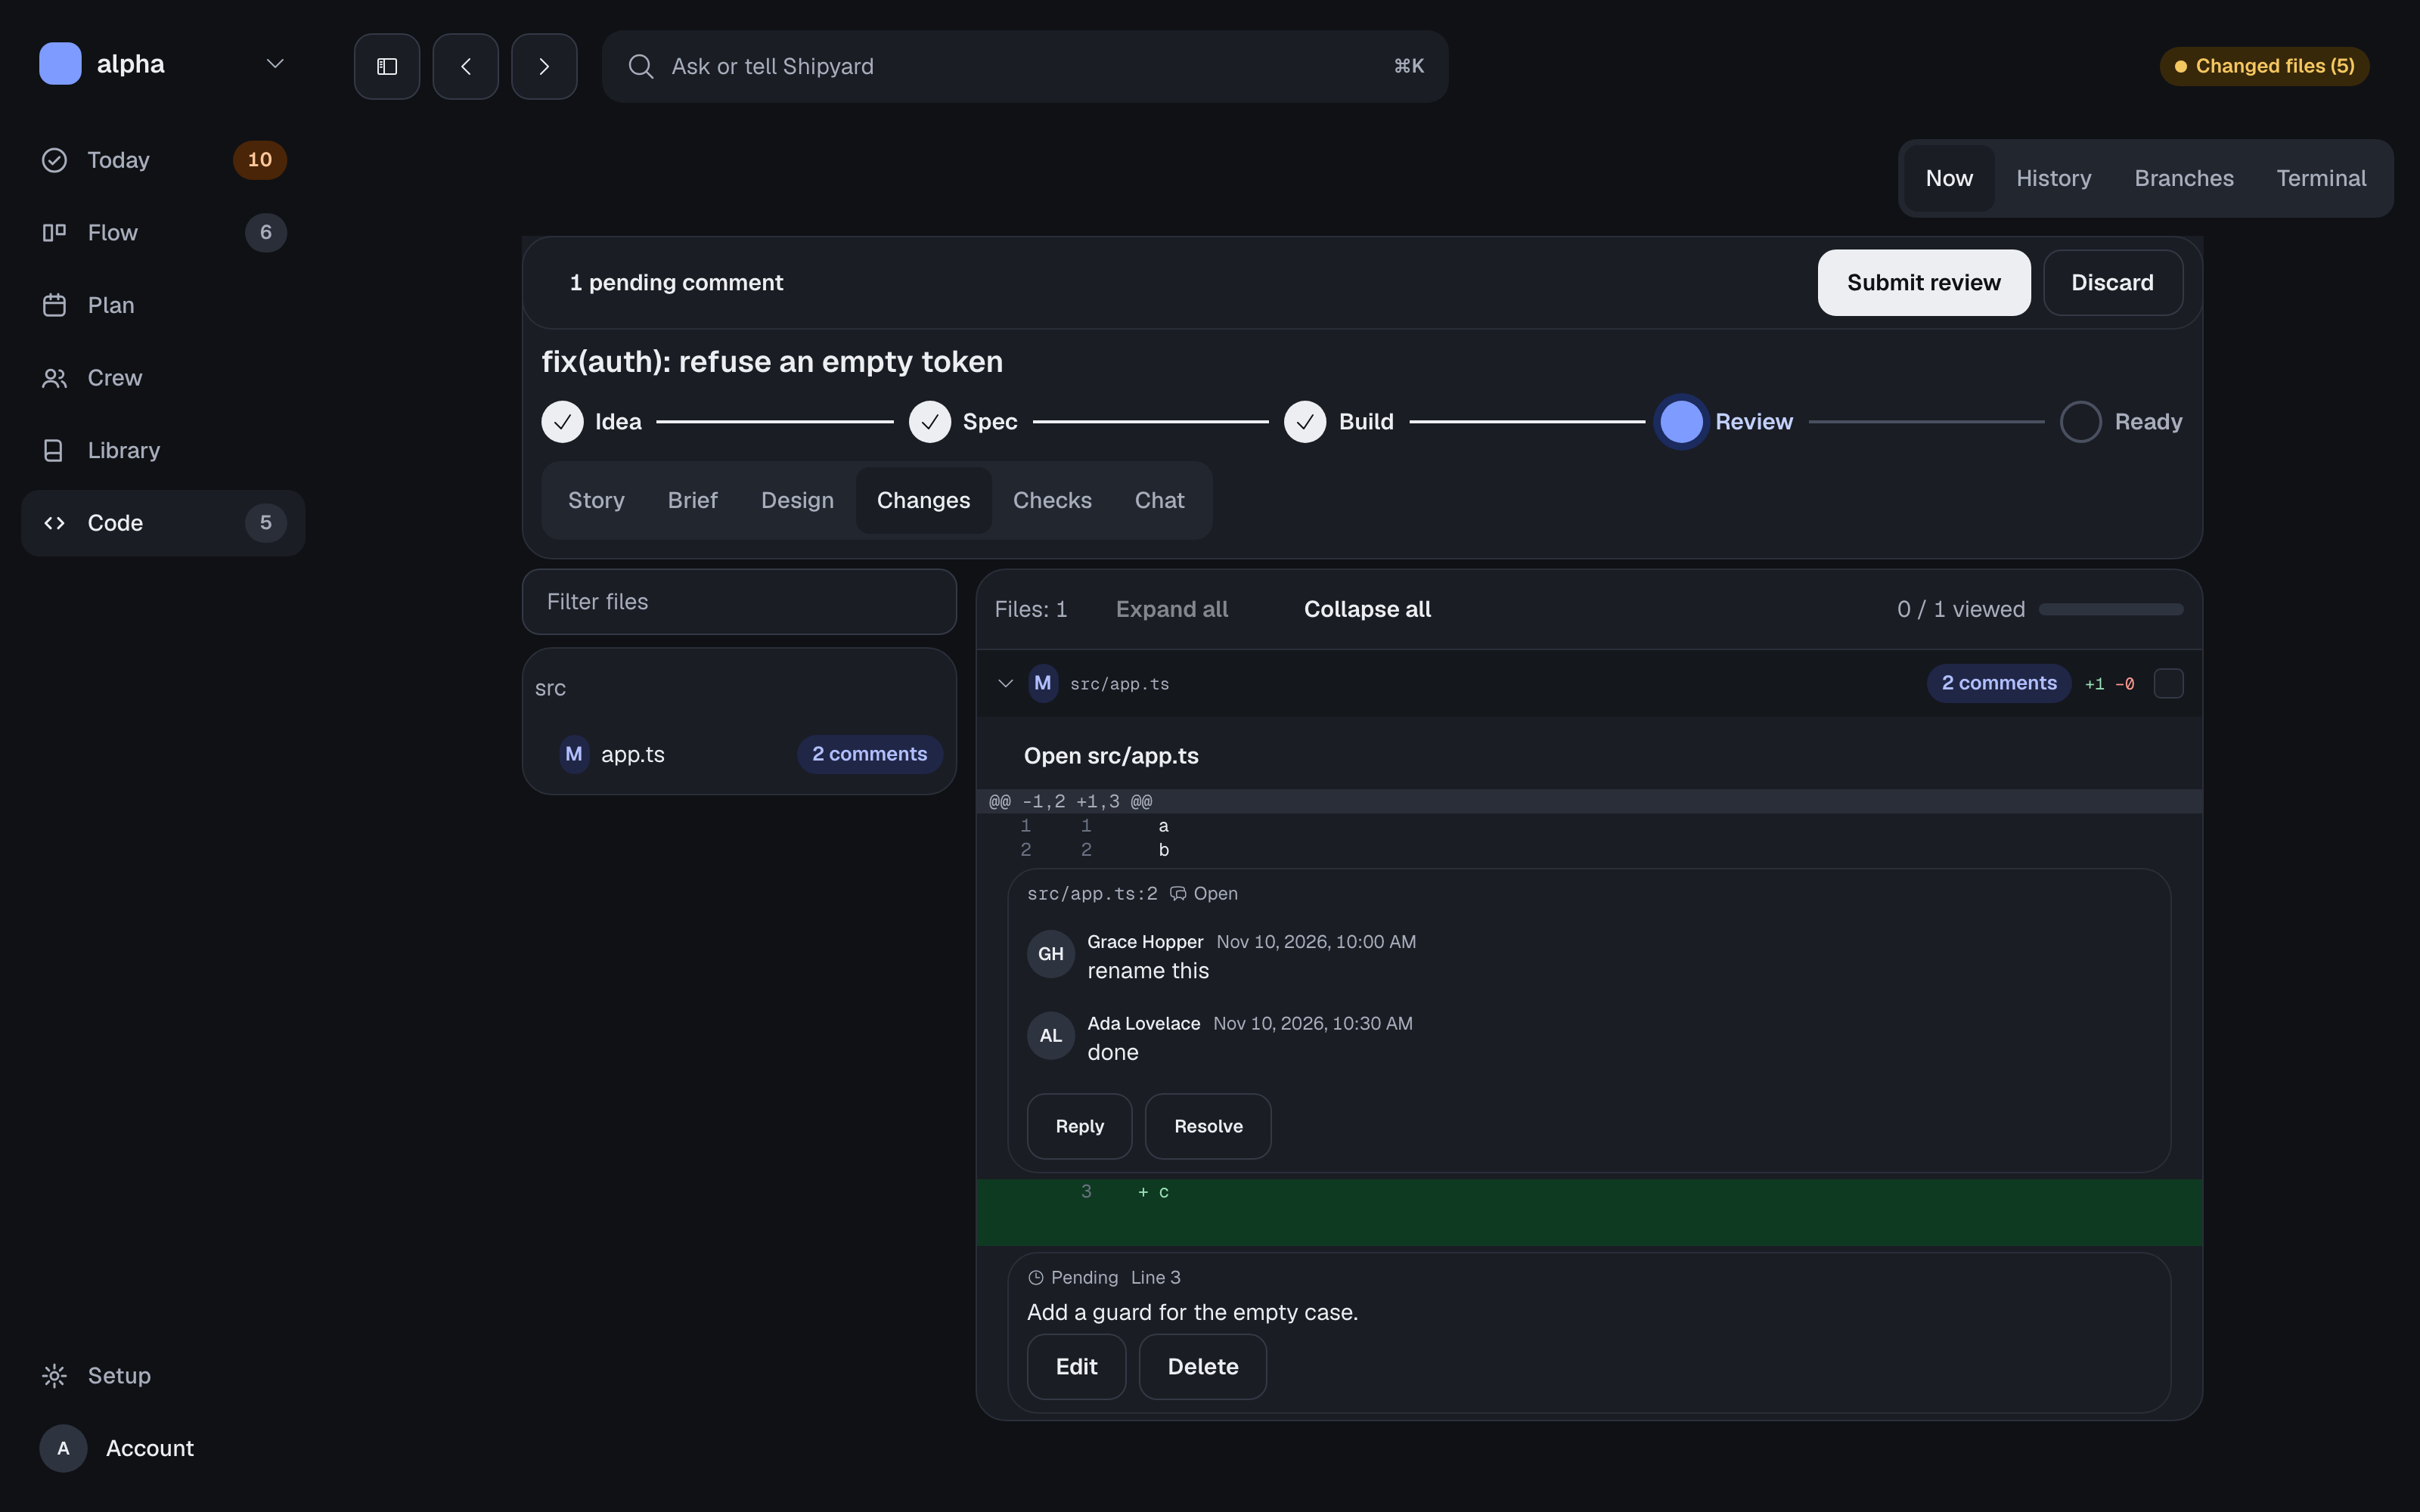 alpha
Ask or tell Shipyard ⌘K
Changed files (5)
Today 10
Flow 6
Plan
Crew
Library
Code 5
Setup
A Account
Now History Branches Terminal
1 pending comment Submit review Discard
fix(auth): refuse an empty token
Idea Spec Build Review Ready
Story Brief Design Changes Checks Chat
Filter files
src
M app.ts 2 comments
Files: 1 Expand all Collapse all 0 / 1 viewed
M src/app.ts 2 comments +1 −0
Open src/app.ts
@@ -1,2 +1,3 @@
1 1 a
2 2 b
src/app.ts:2 Open
GH Grace Hopper Nov 10, 2026, 10:00 AM
rename this
AL Ada Lovelace Nov 10, 2026, 10:30 AM
done
Reply Resolve
3 + c
Pending Line 3
Add a guard for the empty case.
Edit Delete